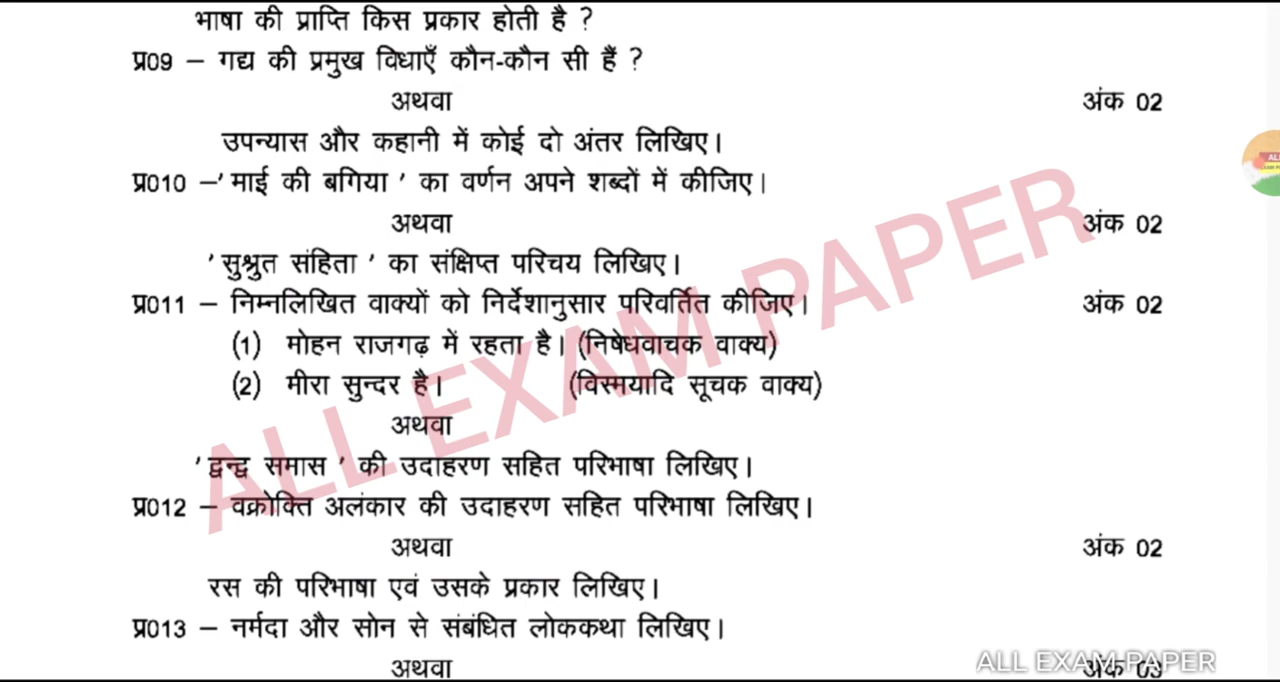 भाषा की प्राप्ति किस प्रकार होती है ?
प्र09 – गद्य की प्रमुख विधाएँ कौन-कौन सी हैं ?
अथवा अंक 02
उपन्यास और कहानी में कोई दो अंतर लिखिए।
प्र010 –' माई की बगिया ' का वर्णन अपने शब्दों में कीजिए।
अथवा अंक 02
' सुश्रुत संहिता ' का संक्षिप्त परिचय लिखिए।
प्र011 – निम्नलिखित वाक्यों को निर्देशानुसार परिवर्तित कीजिए। अंक 02
(1) मोहन राजगढ़ में रहता है। (निषेधवाचक वाक्य)
(2) मीरा सुन्दर है। (विस्मयादि सूचक वाक्य)
अथवा
' द्वन्द्व समास ' की उदाहरण सहित परिभाषा लिखिए।
प्र012 – वक्रोक्ति अलंकार की उदाहरण सहित परिभाषा लिखिए।
अथवा अंक 02
रस की परिभाषा एवं उसके प्रकार लिखिए।
प्र013 – नर्मदा और सोन से संबंधित लोककथा लिखिए।
अथवा अंक 03
ALL EXAM PAPER
ALL EXAM PAPER